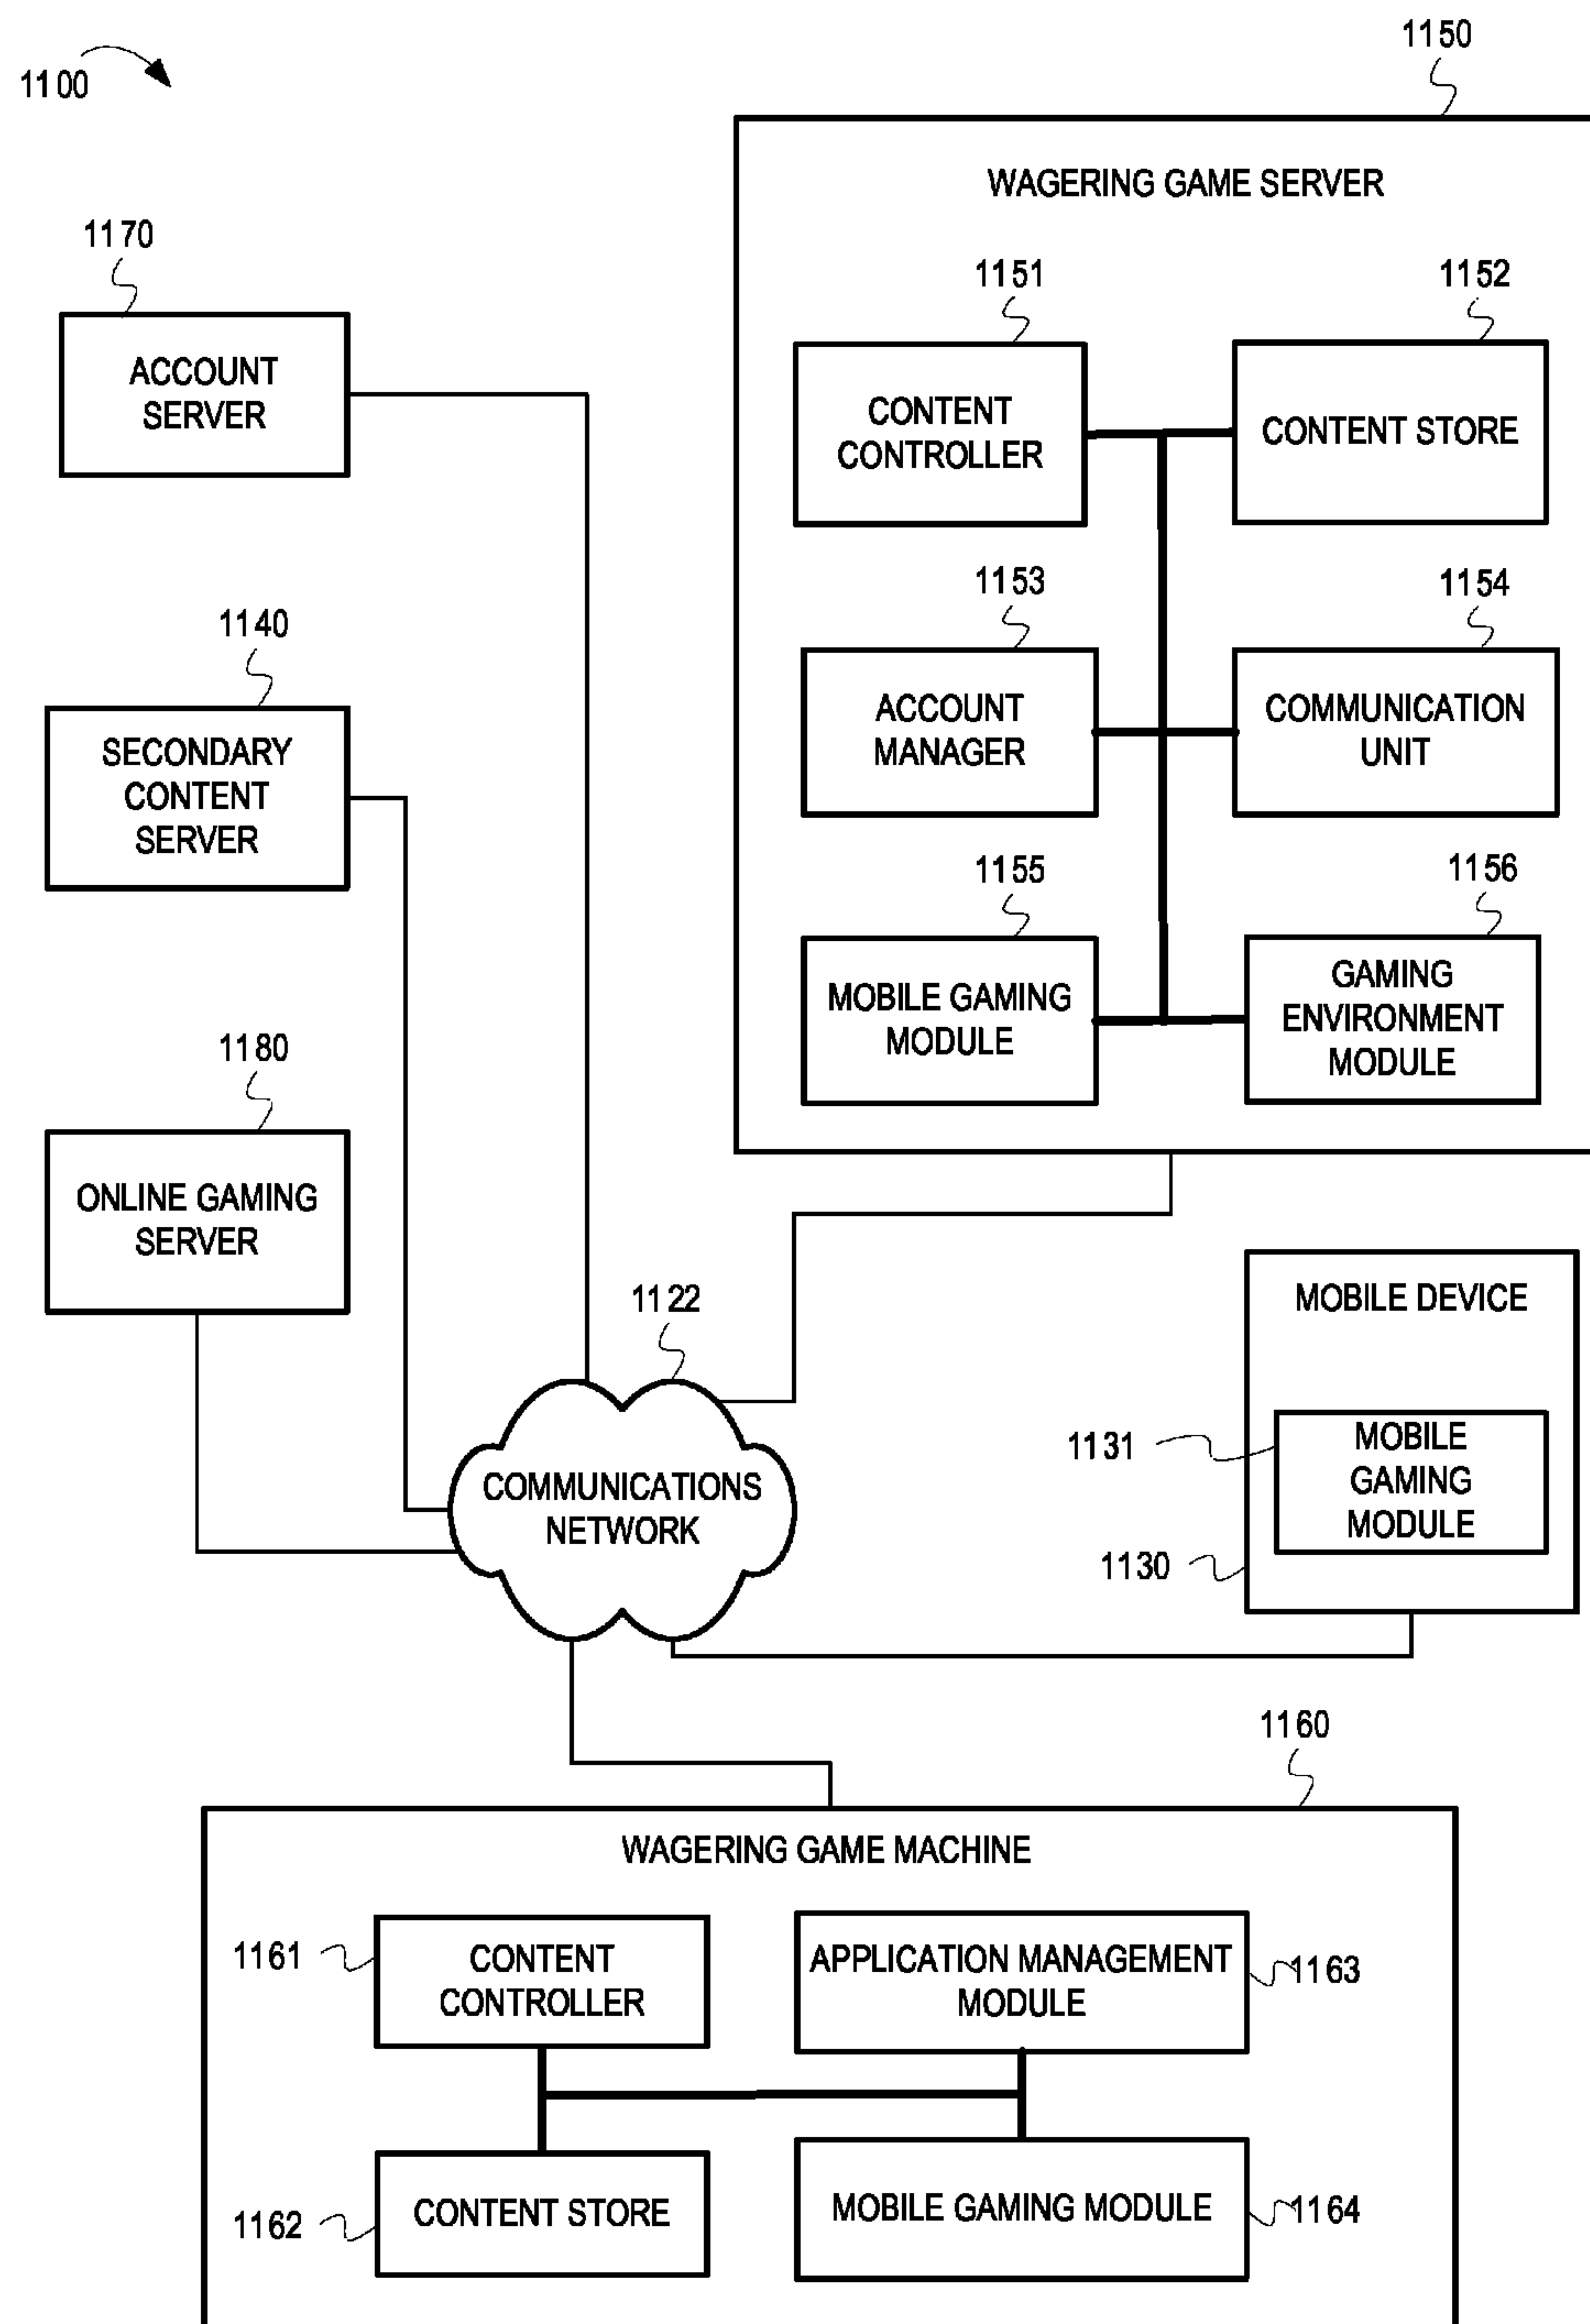 1100
1150
WAGERING GAME SERVER
1170
ACCOUNT
SERVER
1151
CONTENT
CONTROLLER
1152
CONTENT STORE
1153
ACCOUNT
MANAGER
1154
COMMUNICATION
UNIT
1140
SECONDARY
CONTENT
SERVER
1155
MOBILE GAMING
MODULE
1156
GAMING
ENVIRONMENT
MODULE
1180
ONLINE GAMING
SERVER
1122
COMMUNICATIONS
NETWORK
MOBILE DEVICE
1131
MOBILE
GAMING
MODULE
1130
1160
WAGERING GAME MACHINE
1161
CONTENT
CONTROLLER
APPLICATION MANAGEMENT
MODULE
1163
1162
CONTENT STORE
MOBILE GAMING MODULE
1164